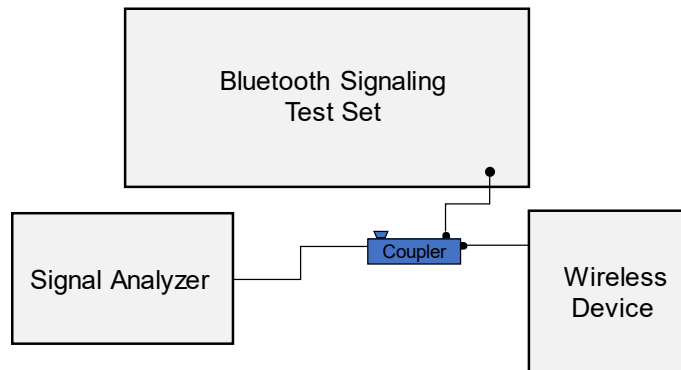 Bluetooth Signaling
Test Set
Signal Analyzer
Coupler
Wireless
Device